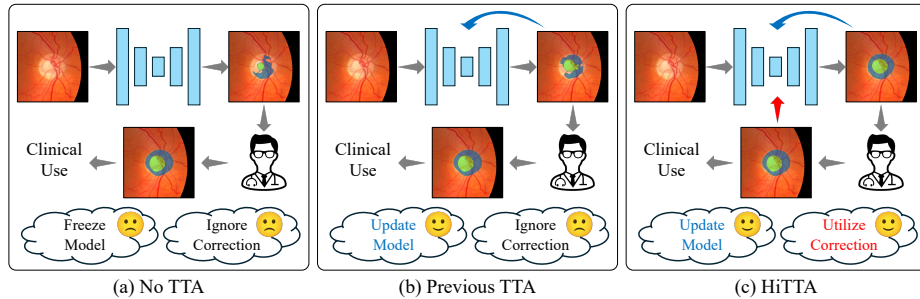 Clinical
Use
Freeze
Model
Ignore
Correction
(a) No TTA
Clinical
Use
Update
Model
Ignore
Correction
(b) Previous TTA
Clinical
Use
Update
Model
Utilize
Correction
(c) HiTTA